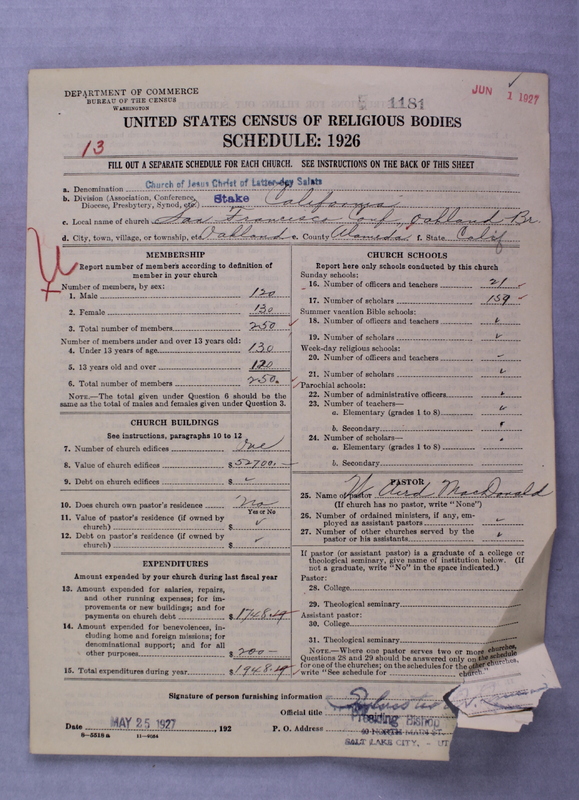 DEPARTMENT OF COMMERCE
BUREAU OF THE CENSUS
WASHINGTON
1181
JUN 1 1927
UNITED STATES CENSUS OF RELIGIOUS BODIES
SCHEDULE: 1926
13
FILL OUT A SEPARATE SCHEDULE FOR EACH CHURCH. SEE INSTRUCTIONS ON THE BACK OF THIS SHEET
a. Denomination Church of Jesus Christ of Latter-day Saints
b. Division (Association, Conference, Diocese, Presbytery, Synod, etc.) Stake California
c. Local name of church San Francisco Conf, Oakland Br.
d. City, town, village, or township, etc. Oakland e. County Alameda f. State Calif
MEMBERSHIP
Report number of members according to definition of member in your church
Number of members, by sex:
1. Male 120
2. Female 130
3. Total number of members 250
Number of members under and over 13 years old:
4. Under 13 years of age 130
5. 13 years old and over 120
6. Total number of members 250.
NOTE.—The total given under Question 6 should be the same as the total of males and females given under Question 3.
CHURCH BUILDINGS
See instructions, paragraphs 10 to 12
7. Number of church edifices One
8. Value of church edifices $52700.—
9. Debt on church edifices $
10. Does church own pastor's residence No
Yes or No
11. Value of pastor's residence (if owned by church) $
12. Debt on pastor's residence (if owned by church) $
EXPENDITURES
Amount expended by your church during last fiscal year
13. Amount expended for salaries, repairs, and other running expenses; for improvements or new buildings; and for payments on church debt $1748.49
14. Amount expended for benevolences, including home and foreign missions; for denominational support; and for all other purposes $200—
15. Total expenditures during year $1948.49
CHURCH SCHOOLS
Report here only schools conducted by this church
Sunday schools:
16. Number of officers and teachers 21
17. Number of scholars 159
Summer vacation Bible schools:
18. Number of officers and teachers
19. Number of scholars
Week-day religious schools:
20. Number of officers and teachers
21. Number of scholars
Parochial schools:
22. Number of administrative officers
23. Number of teachers—
a. Elementary (grades 1 to 8)
b. Secondary
24. Number of scholars—
a. Elementary (grades 1 to 8)
b. Secondary
PASTOR
25. Name of pastor W. Aird MacDonald
(If church has no pastor, write "None")
26. Number of ordained ministers, if any, employed as assistant pastors
27. Number of other churches served by the pastor or his assistants
If pastor (or assistant pastor) is a graduate of a college or theological seminary, give name of institution below. (If not a graduate, write "No" in the space indicated.)
Pastor:
28. College
29. Theological seminary
Assistant pastor:
30. College
31. Theological seminary
NOTE.—Where one pastor serves two or more churches, Questions 28 and 29 should be answered only on the schedule for one of the churches; on the schedules for the other churches, write "See schedule for church."
Signature of person furnishing information
Official title Presiding Bishop
Date MAY 25 1927, 192 P. O. Address 40 NORTH MAIN ST.
SALT LAKE CITY, - UT
8—5518a 11—9084